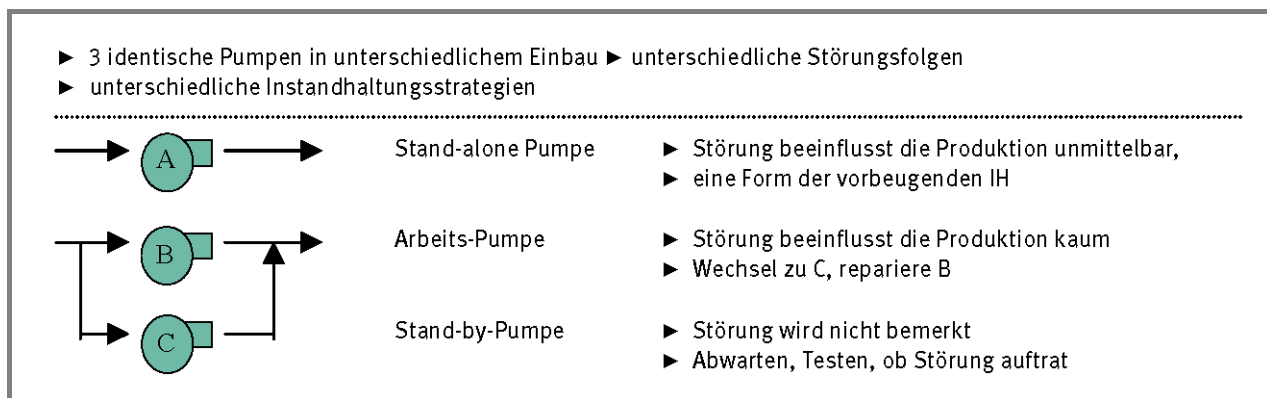 ► 3 identische Pumpen in unterschiedlichem Einbau ► unterschiedliche Störungsfolgen
► unterschiedliche Instandhaltungsstrategien
A Stand-alone Pumpe ► Störung beeinflusst die Produktion unmittelbar,
► eine Form der vorbeugenden IH
B Arbeits-Pumpe ► Störung beeinflusst die Produktion kaum
► Wechsel zu C, repariere B
C Stand-by-Pumpe ► Störung wird nicht bemerkt
► Abwarten, Testen, ob Störung auftrat